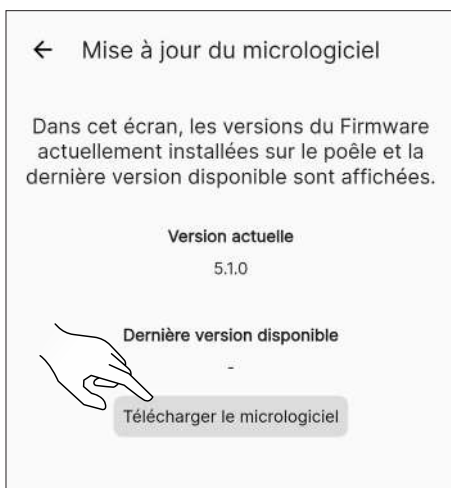 ← Mise à jour du micrologiciel
Dans cet écran, les versions du Firmware
actuellement installées sur le poêle et la
dernière version disponible sont affichées.
Version actuelle
5.1.0
Dernière version disponible
-
Télécharger le micrologiciel